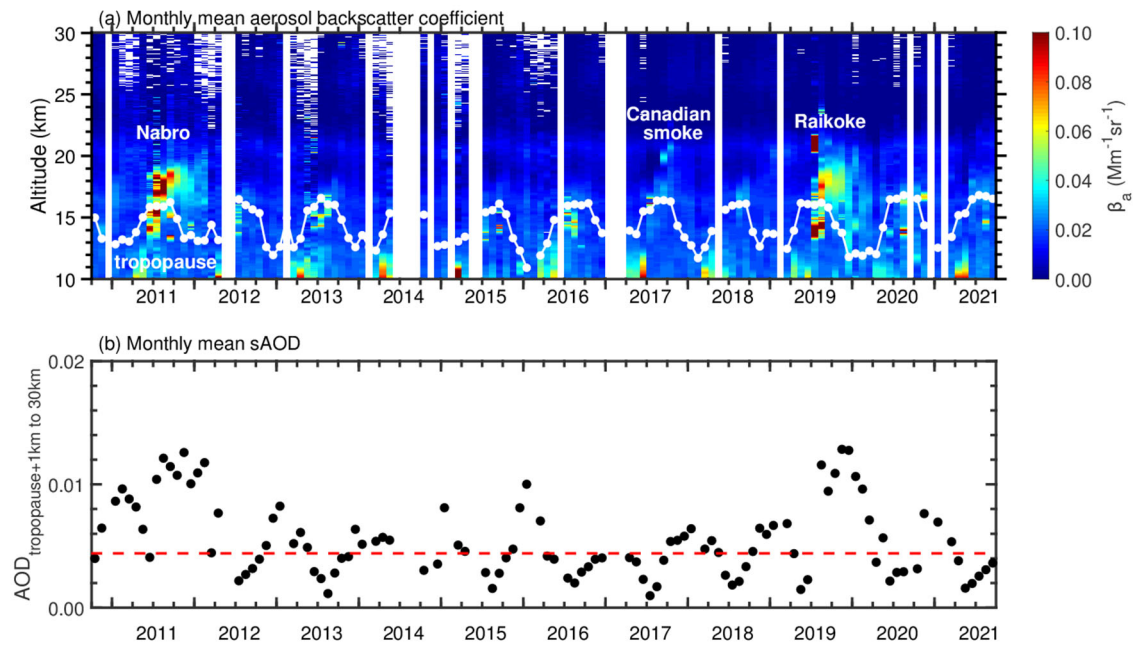 (a) Monthly mean aerosol backscatter coefficient
30
25
20
15
10
Altitude (km)
Nabro
Canadian
smoke
Raikoke
tropopause
2011 2012 2013 2014 2015 2016 2017 2018 2019 2020 2021
0.10
0.08
0.06
0.04
0.02
0.00
βa (Mm-1sr-1)
(b) Monthly mean sAOD
0.02
0.01
0.00
AODtropopause+1km to 30km
2011 2012 2013 2014 2015 2016 2017 2018 2019 2020 2021